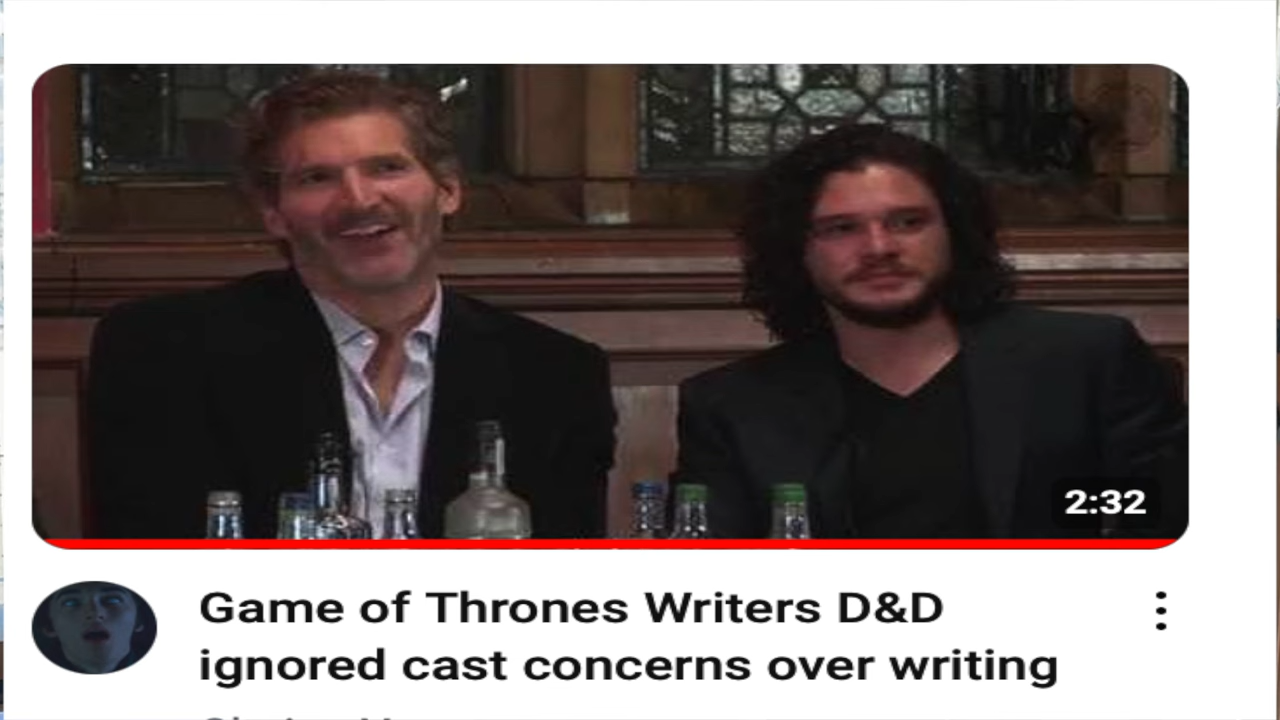 2:32
Game of Thrones Writers D&D
ignored cast concerns over writing